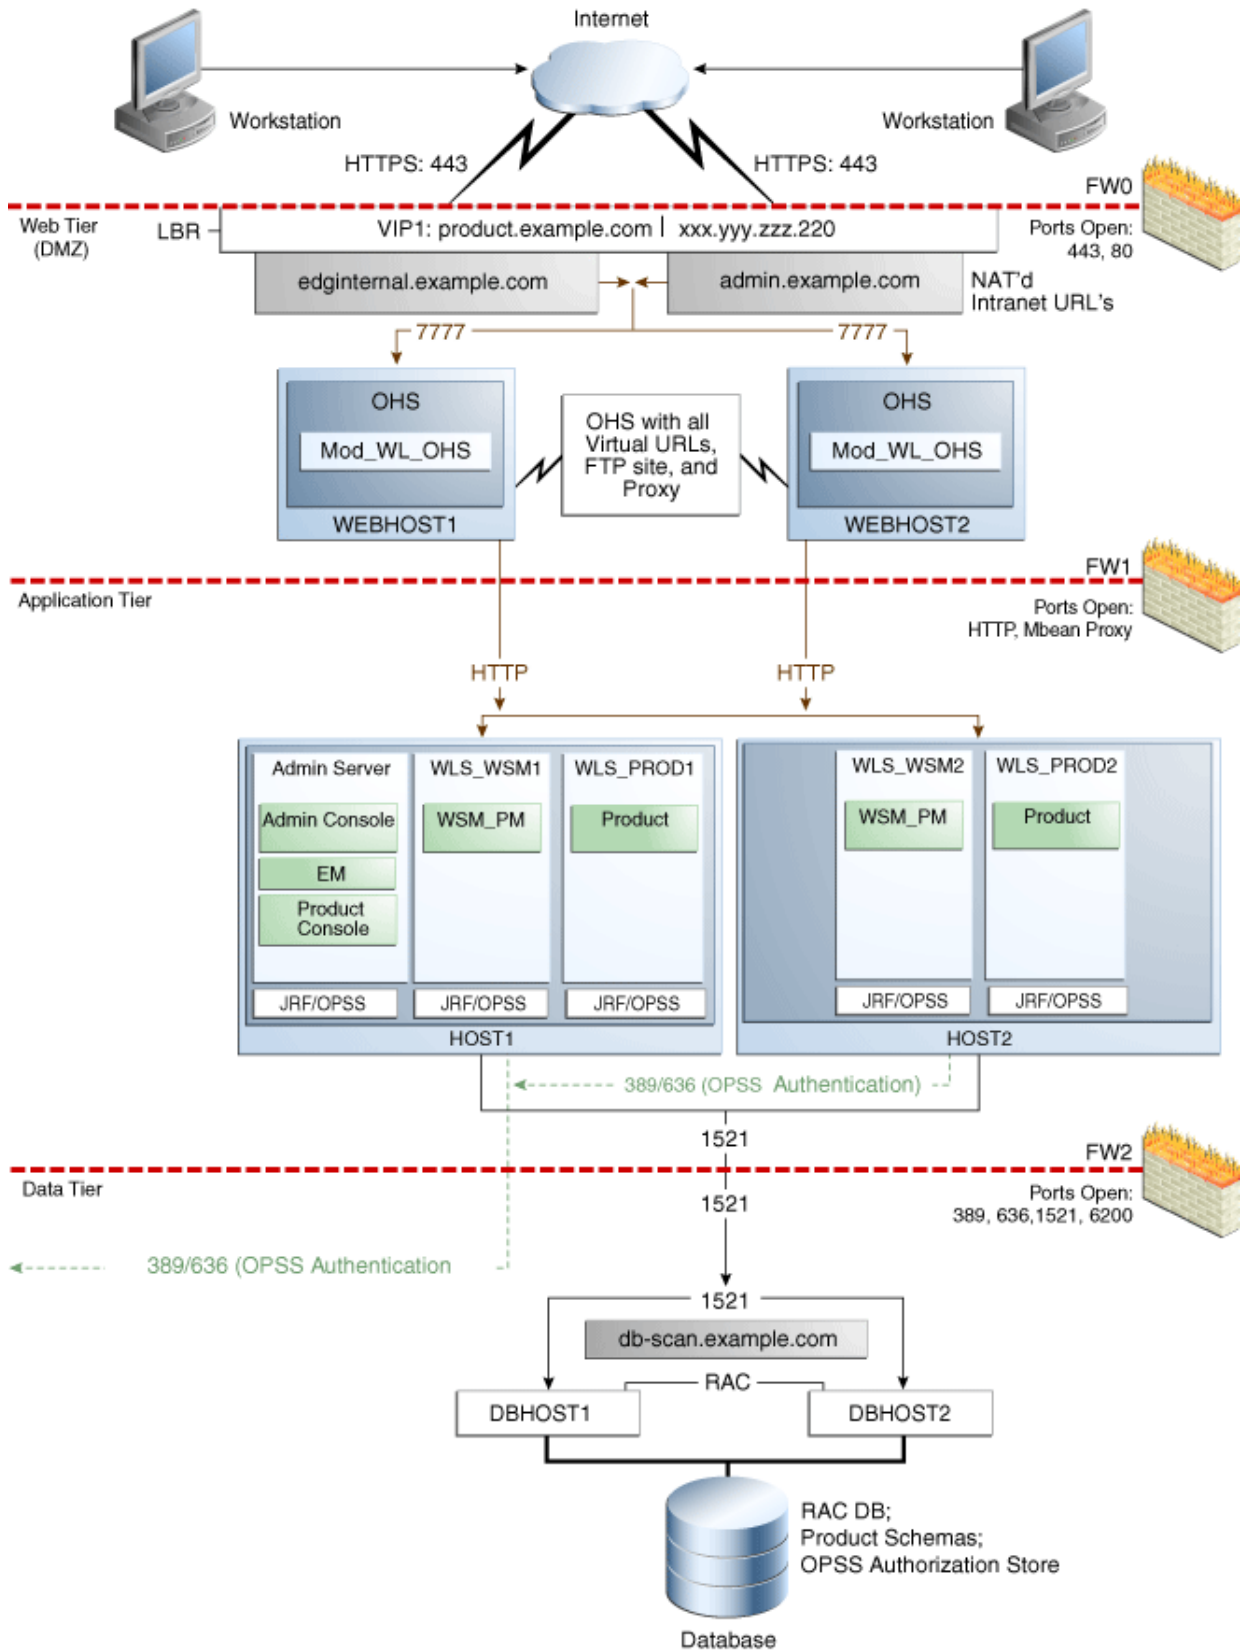 Internet
Workstation
Workstation
HTTPS: 443
HTTPS: 443
FW0
Web Tier
(DMZ)
LBR
VIP1: product.example.com | xxx.yyy.zzz.220
Ports Open:
443, 80
edginternal.example.com
admin.example.com
NAT'd
Intranet URL's
7777
7777
OHS
Mod_WL_OHS
WEBHOST1
OHS with all
Virtual URLs,
FTP site, and
Proxy
OHS
Mod_WL_OHS
WEBHOST2
FW1
Application Tier
Ports Open:
HTTP, Mbean Proxy
HTTP
HTTP
Admin Server
WLS_WSM1
WLS_PROD1
WLS_WSM2
WLS_PROD2
Admin Console
WSM_PM
Product
WSM_PM
Product
EM
Product
Console
JRF/OPSS
JRF/OPSS
JRF/OPSS
JRF/OPSS
JRF/OPSS
HOST1
HOST2
389/636 (OPSS Authentication)
1521
FW2
Data Tier
1521
Ports Open:
389, 636,1521, 6200
389/636 (OPSS Authentication
1521
db-scan.example.com
RAC
DBHOST1
DBHOST2
RAC DB;
Product Schemas;
OPSS Authorization Store
Database